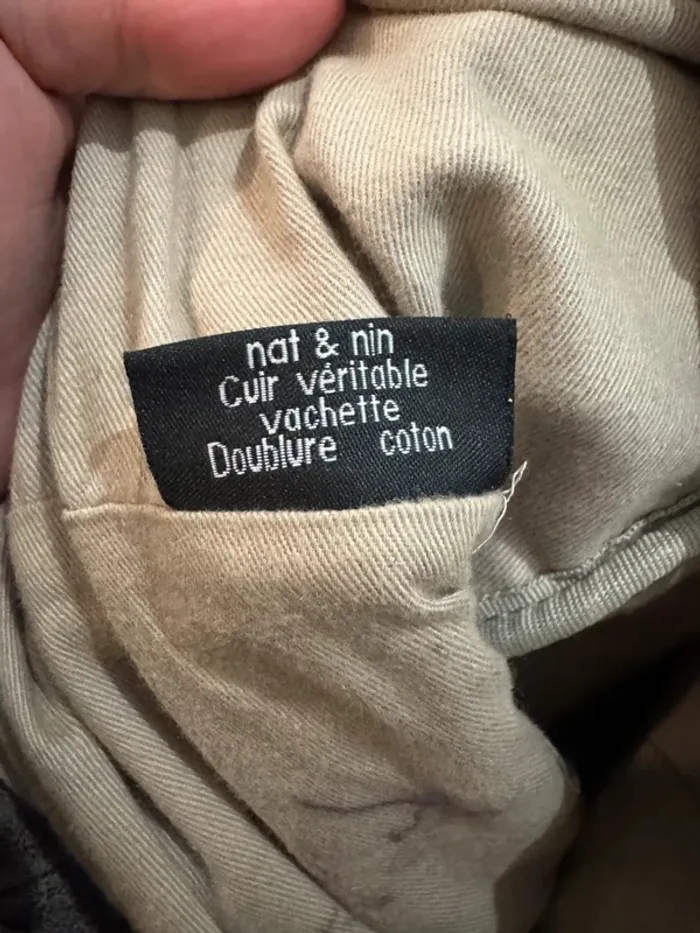 nat & nin
Cuir véritable
vachette
Doublure coton